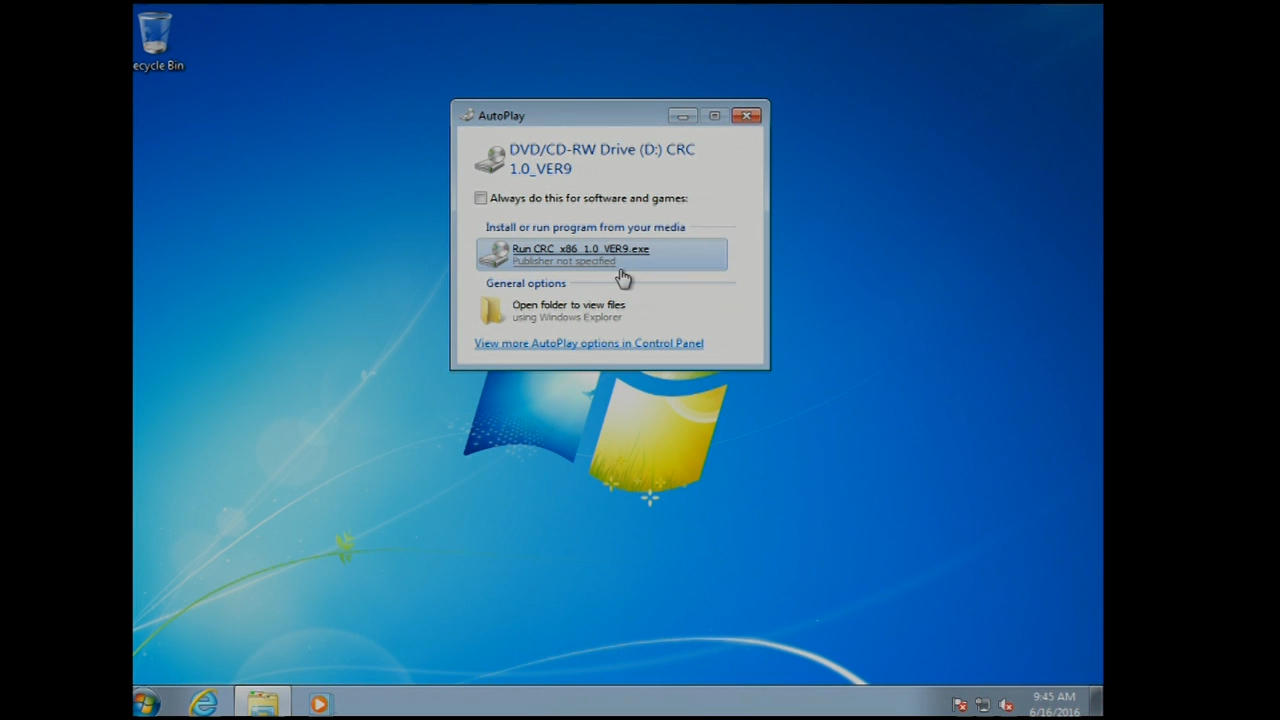 ecycle Bin
AutoPlay
DVD/CD-RW Drive (D:) CRC
1.0_VER9
Always do this for software and games:
Install or run program from your media
Run CRC_x86_1.0_VER9.exe
Publisher not specified
General options
Open folder to view files
using Windows Explorer
View more AutoPlay options in Control Panel
9:45 AM
6/16/2016